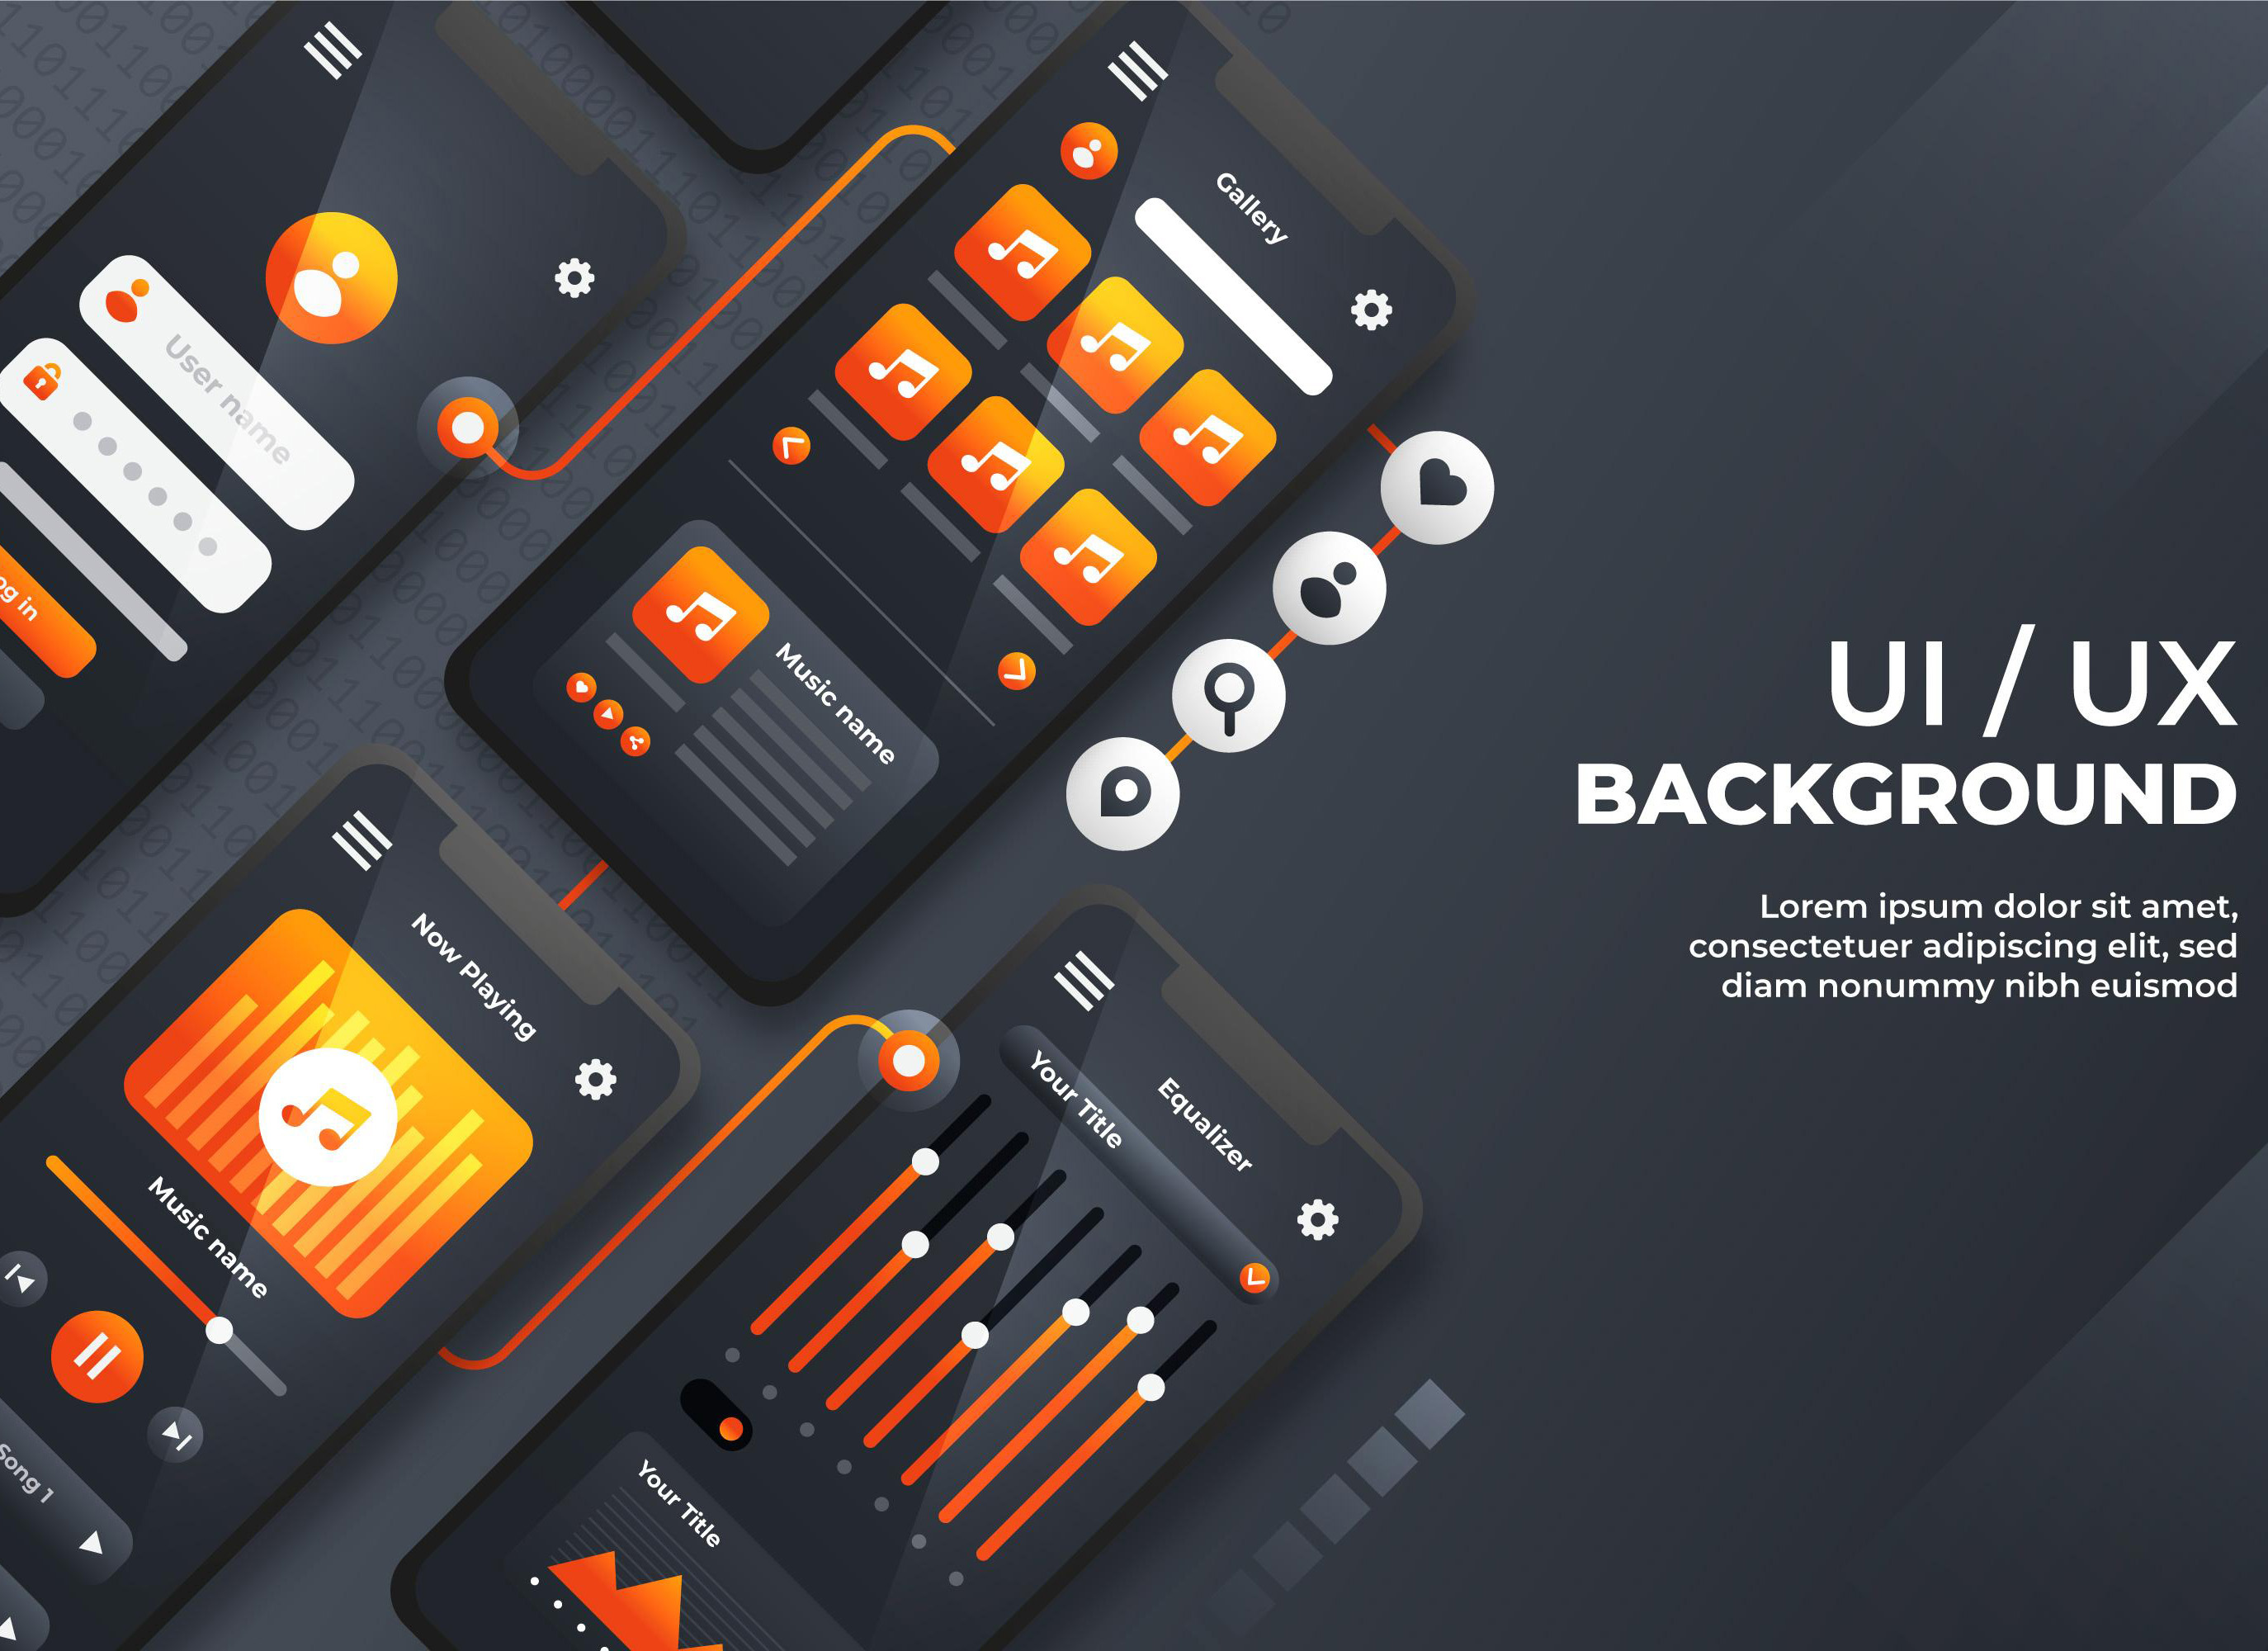 User name
og in
Gallery
Music name
Now Playing
Music name
Song 1
Equalizer
Your Title
Your Title
UI / UX
BACKGROUND
Lorem ipsum dolor sit amet,
consectetuer adipiscing elit, sed
diam nonummy nibh euismod